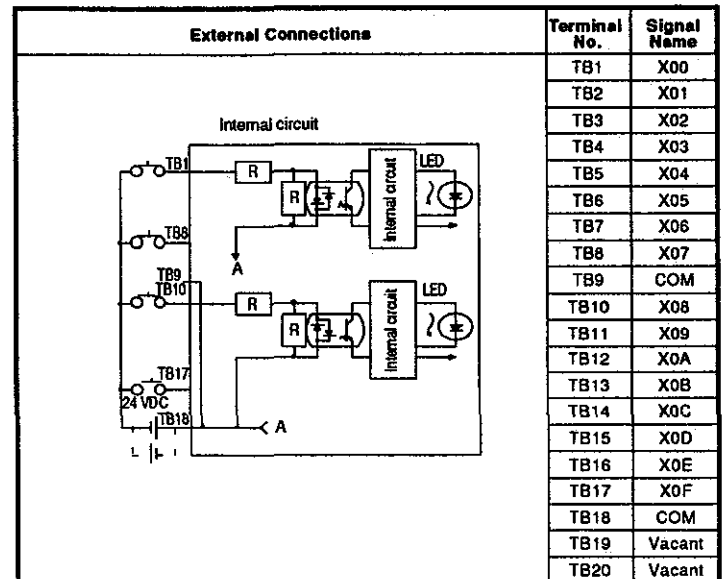 External Connections
Terminal No.
Signal Name
TB1 X00
TB2 X01
TB3 X02
TB4 X03
TB5 X04
TB6 X05
TB7 X06
TB8 X07
TB9 COM
TB10 X08
TB11 X09
TB12 X0A
TB13 X0B
TB14 X0C
TB15 X0D
TB16 X0E
TB17 X0F
TB18 COM
TB19 Vacant
TB20 Vacant
Internal circuit
TB1
R
R
Internal circuit
LED
TB8
A
TB9
TB10
R
R
Internal circuit
LED
TB17
24 VDC
TB18
A